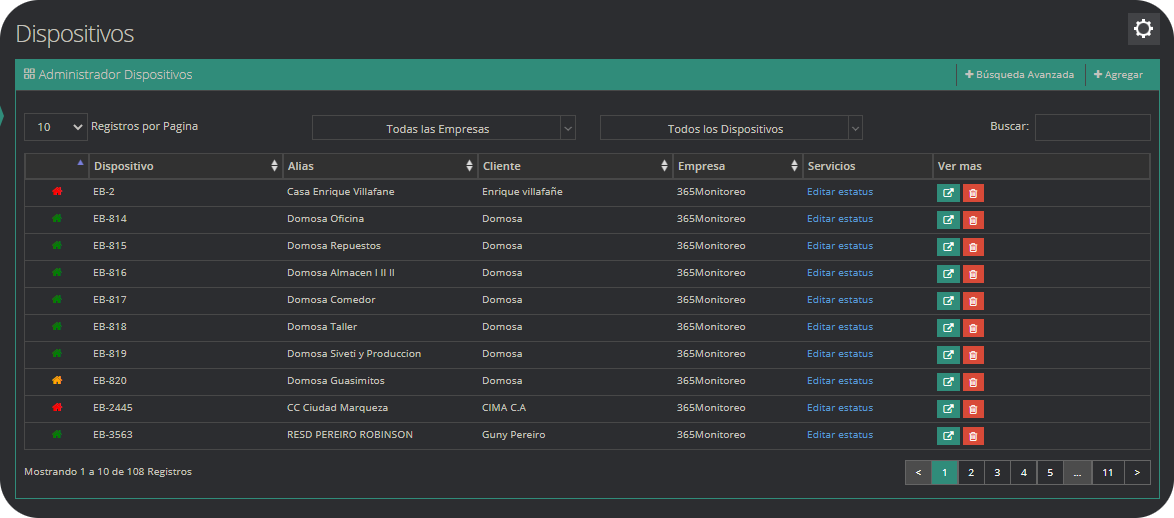 Dispositivos
Administrador Dispositivos + Búsqueda Avanzada + Agregar
10 Registros por Pagina Todas las Empresas Todos los Dispositivos Buscar:
Dispositivo Alias Cliente Empresa Servicios Ver mas
EB-2 Casa Enrique Villafane Enrique villafañe 365Monitoreo Editar estatus
EB-814 Domosa Oficina Domosa 365Monitoreo Editar estatus
EB-815 Domosa Repuestos Domosa 365Monitoreo Editar estatus
EB-816 Domosa Almacen I II II Domosa 365Monitoreo Editar estatus
EB-817 Domosa Comedor Domosa 365Monitoreo Editar estatus
EB-818 Domosa Taller Domosa 365Monitoreo Editar estatus
EB-819 Domosa Siveti y Produccion Domosa 365Monitoreo Editar estatus
EB-820 Domosa Guasimitos Domosa 365Monitoreo Editar estatus
EB-2445 CC Ciudad Marqueza CIMA C.A 365Monitoreo Editar estatus
EB-3563 RESD PEREIRO ROBINSON Guny Pereiro 365Monitoreo Editar estatus
Mostrando 1 a 10 de 108 Registros < 1 2 3 4 5 ... 11 >